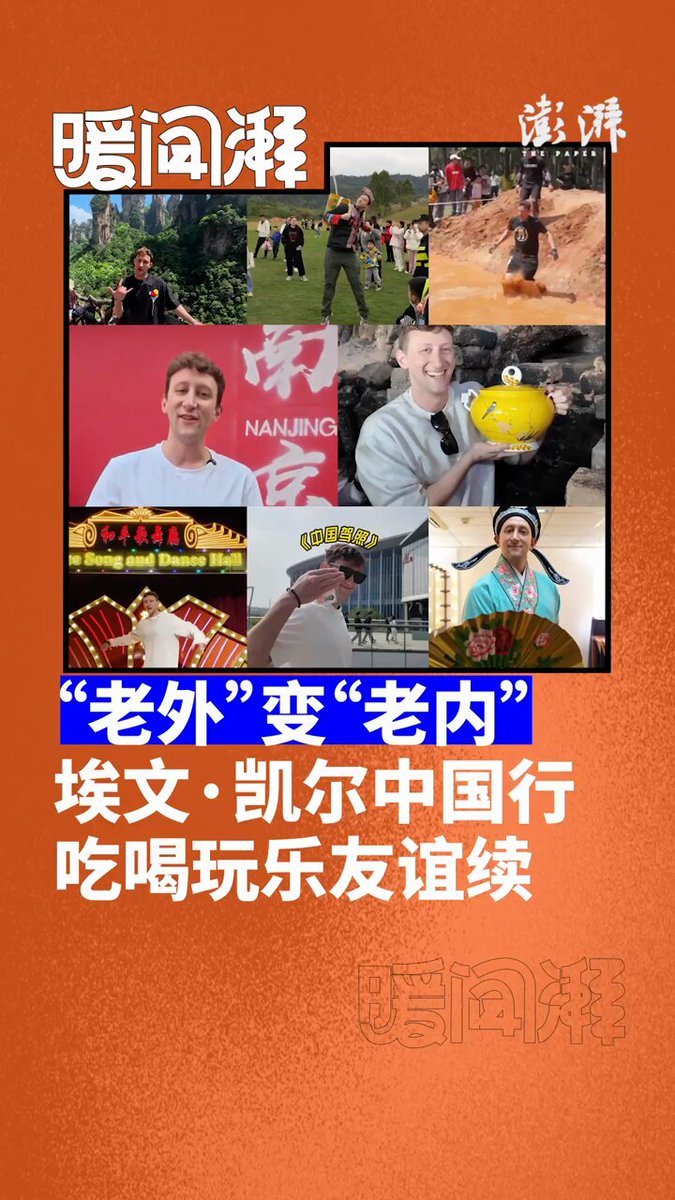 暖闻湃
澎湃
THE PAPER
南
NANJING
京
和平歌舞厅
ce Song and Danse Hall
《中国驾照》
“老外”变“老内”
埃文·凯尔中国行
吃喝玩乐友谊续
暖闻湃